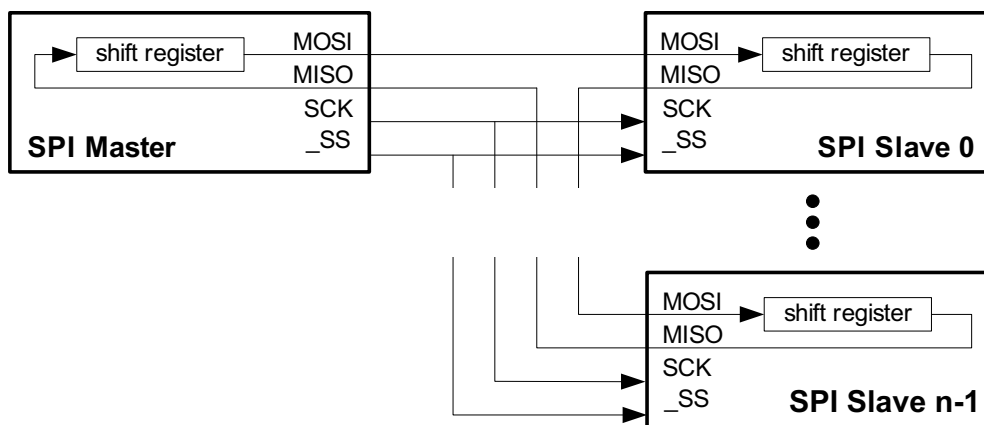 shift register
MOSI
MISO
SCK
_SS
SPI Master
MOSI
shift register
MISO
SCK
_SS
SPI Slave 0
MOSI
shift register
MISO
SCK
_SS
SPI Slave n-1